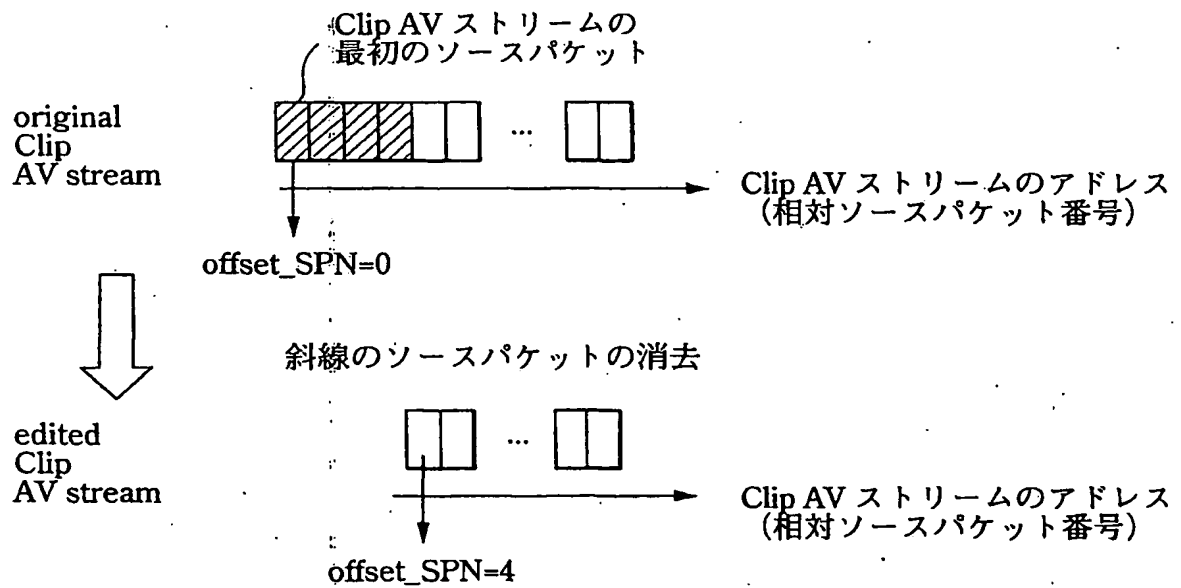 Clip AV ストリームの
最初のソースパケット
original
Clip
AV stream
...
Clip AV ストリームのアドレス
（相対ソースパケット番号）
offset_SPN=0
斜線のソースパケットの消去
edited
Clip
AV stream
...
Clip AV ストリームのアドレス
（相対ソースパケット番号）
offset_SPN=4